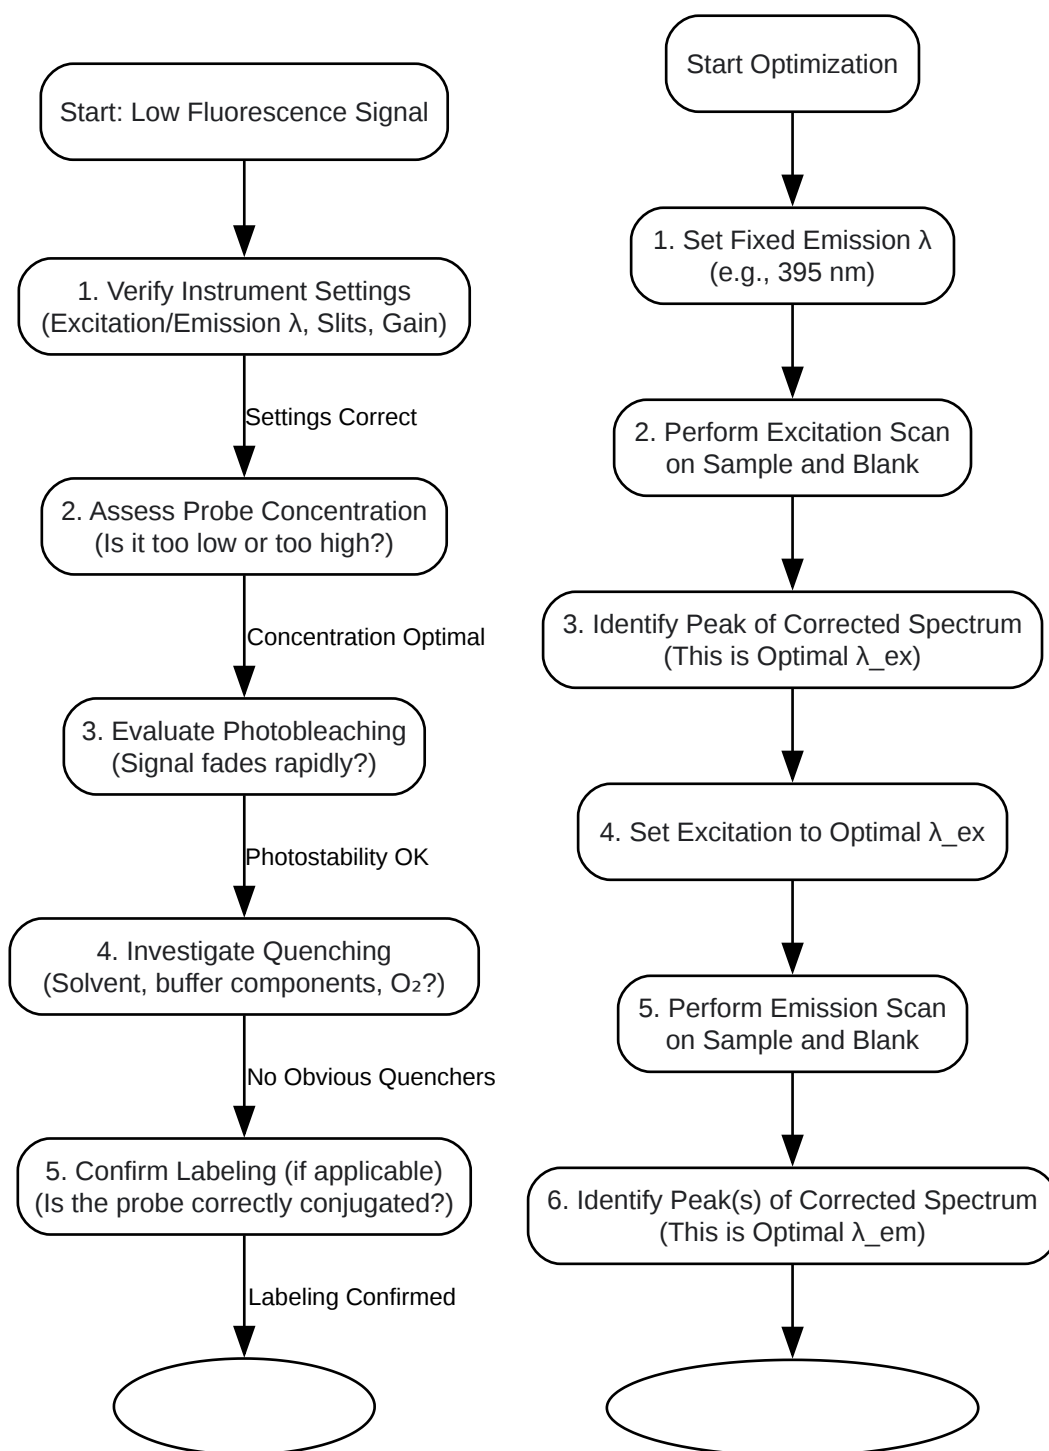 Start: Low Fluorescence Signal
1. Verify Instrument Settings
(Excitation/Emission λ, Slits, Gain)
Settings Correct
2. Assess Probe Concentration
(Is it too low or too high?)
Concentration Optimal
3. Evaluate Photobleaching
(Signal fades rapidly?)
Photostability OK
4. Investigate Quenching
(Solvent, buffer components, O₂?)
No Obvious Quenchers
5. Confirm Labeling (if applicable)
(Is the probe correctly conjugated?)
Labeling Confirmed
Start Optimization
1. Set Fixed Emission λ
(e.g., 395 nm)
2. Perform Excitation Scan
on Sample and Blank
3. Identify Peak of Corrected Spectrum
(This is Optimal λ_ex)
4. Set Excitation to Optimal λ_ex
5. Perform Emission Scan
on Sample and Blank
6. Identify Peak(s) of Corrected Spectrum
(This is Optimal λ_em)